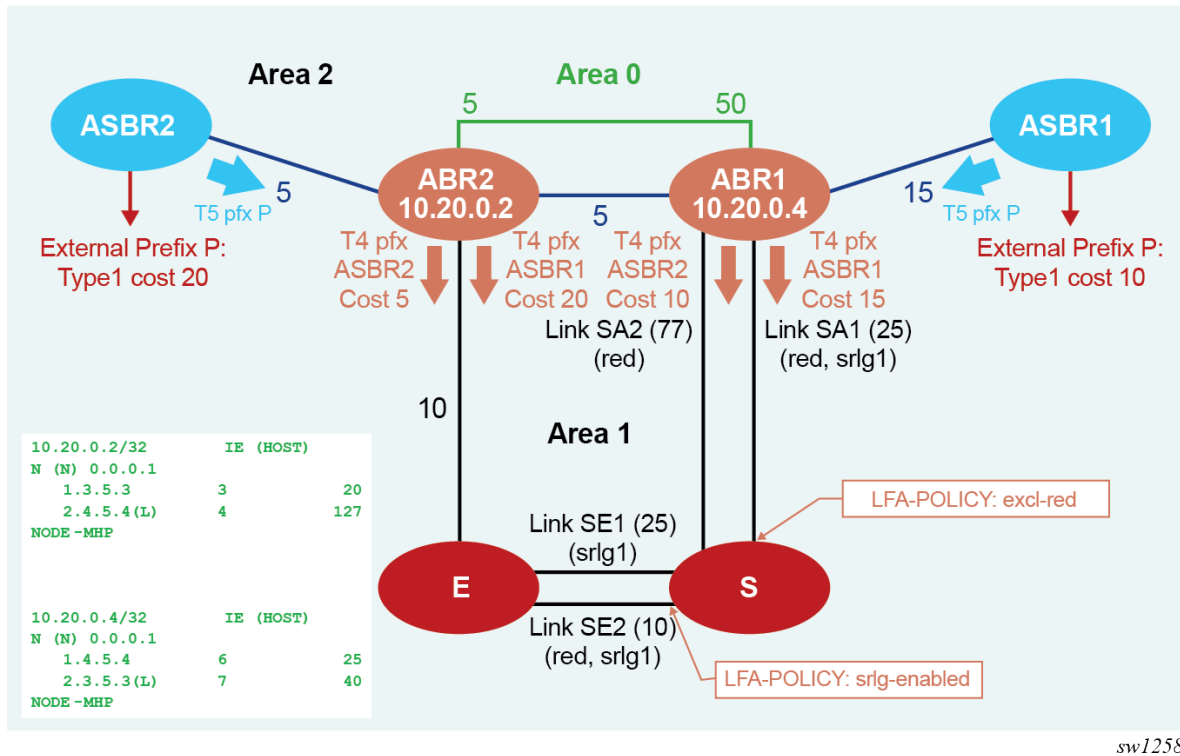 Area 2
Area 0
5
50
ASBR2
ASBR1
ABR2
10.20.0.2
ABR1
10.20.0.4
5
T5 pfx P
5
15
T5 pfx P
External Prefix P:
Type1 cost 20
External Prefix P:
Type1 cost 10
T4 pfx
ASBR2
Cost 5
T4 pfx
ASBR1
Cost 20
T4 pfx
ASBR2
Cost 10
T4 pfx
ASBR1
Cost 15
Link SA2 (77)
(red)
Link SA1 (25)
(red, srlg1)
10
Area 1
10.20.0.2/32 IE (HOST)
N (N) 0.0.0.1
1.3.5.3 3 20
2.4.5.4(L) 4 127
NODE-MHP
10.20.0.4/32 IE (HOST)
N (N) 0.0.0.1
1.4.5.4 6 25
2.3.5.3(L) 7 40
NODE-MHP
LFA-POLICY: excl-red
Link SE1 (25)
(srlg1)
E
S
Link SE2 (10)
(red, srlg1)
LFA-POLICY: srlg-enabled
sw1258